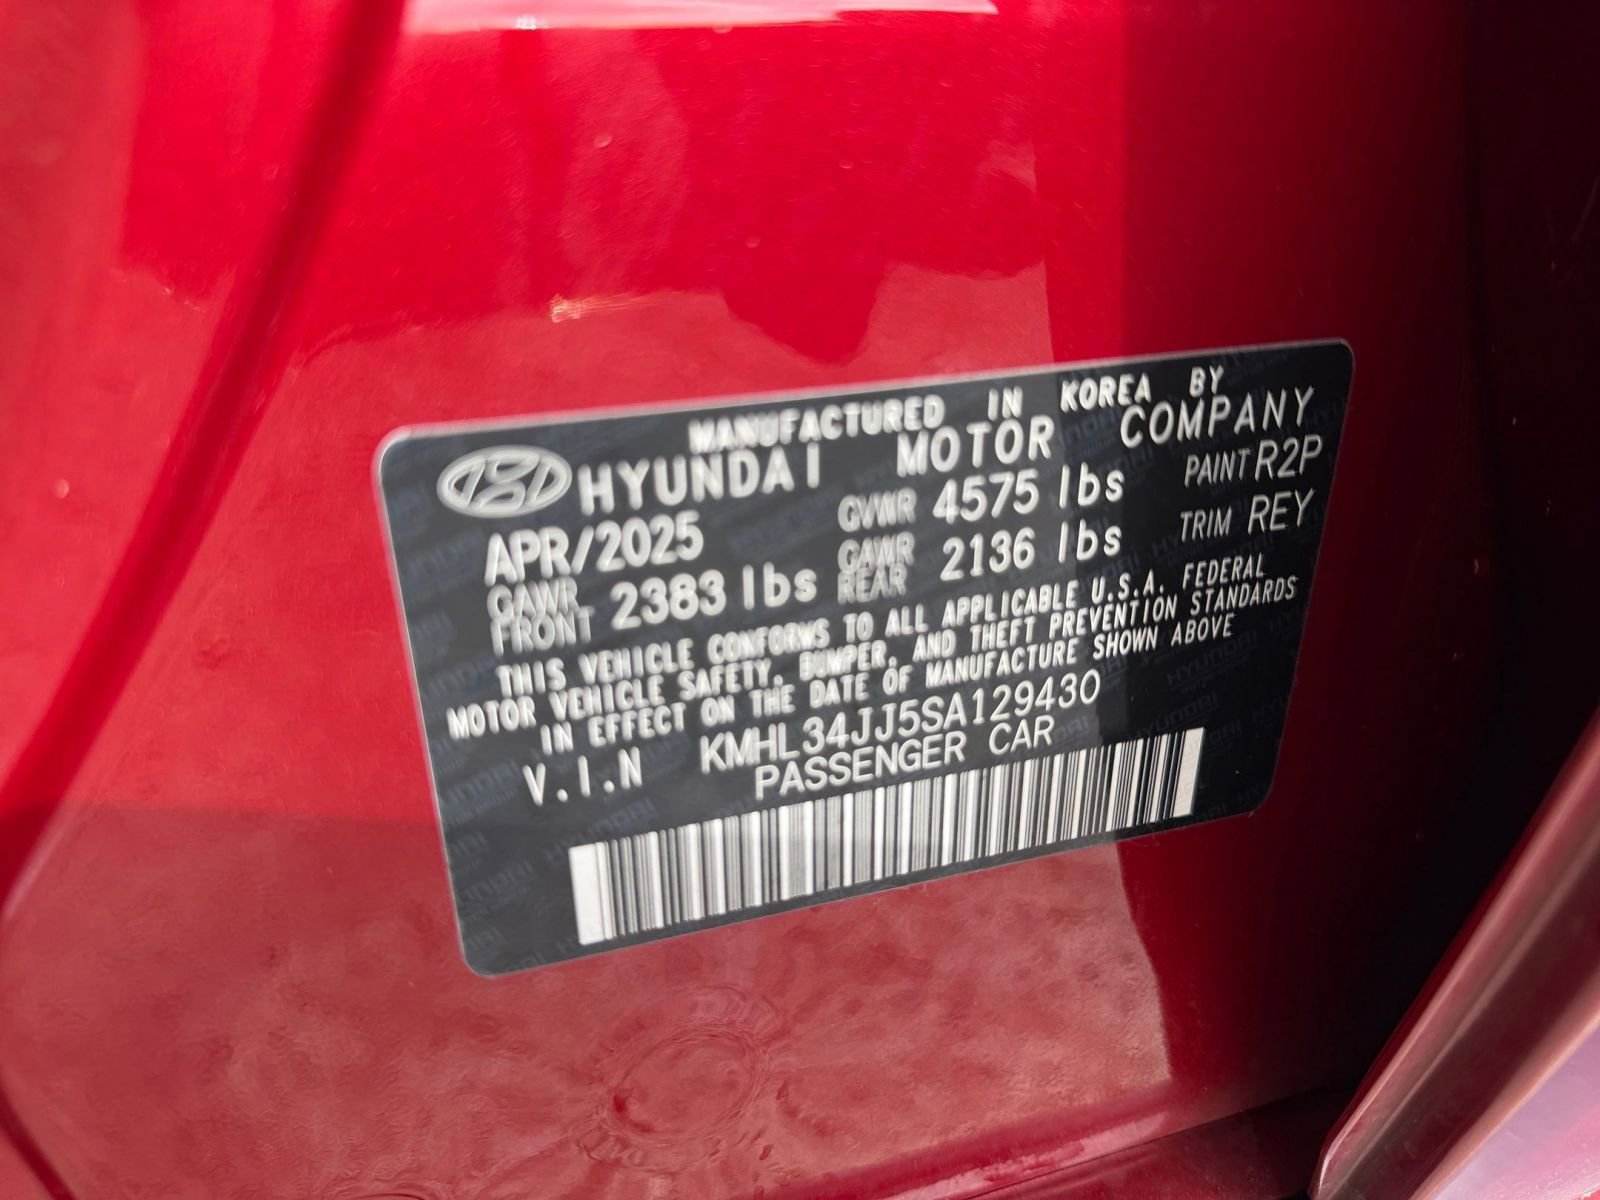 MANUFACTURED IN KOREA BY
HYUNDAI MOTOR COMPANY
APR/2025 GVWR 4575 lbs PAINT R2P
GAWR FRONT 2383 lbs GAWR REAR 2136 lbs TRIM REY
THIS VEHICLE CONFORMS TO ALL APPLICABLE U.S.A. FEDERAL
MOTOR VEHICLE SAFETY, BUMPER, AND THEFT PREVENTION STANDARDS
IN EFFECT ON THE DATE OF MANUFACTURE SHOWN ABOVE
V.I.N KMHL34JJ5SA129430
PASSENGER CAR